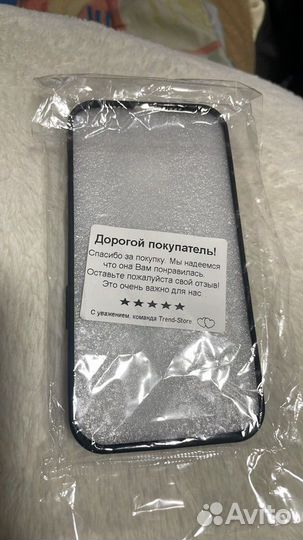 Дорогой покупатель!
Спасибо за покупку. Мы надеемся
что она Вам понравилась.
Оставьте пожалуйста свой отзыв!
Это очень важно для нас
С уважением, команда Trend-Store
Avito